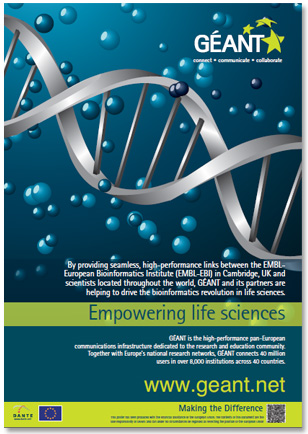 GÉANT
connect • communicate • collaborate
By providing seamless, high-performance links between the EMBL-
European Bioinformatics Institute (EMBL-EBI) in Cambridge, UK and
scientists located throughout the world, GÉANT and its partners are
helping to drive the bioinformatics revolution in life sciences.
Empowering life sciences
GÉANT is the high-performance pan-European
communications infrastructure dedicated to the research and education community.
Together with Europe's national research networks, GÉANT connects 40 million
users in over 8,000 institutions across 40 countries.
www.geant.net
Making the Difference
DANTE